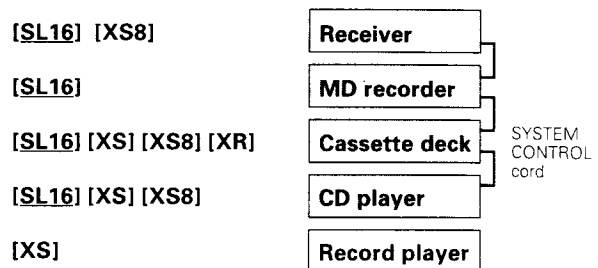 [SL16] [XS8] Receiver
[SL16] MD recorder
[SL16] [XS] [XS8] [XR] Cassette deck
SYSTEM
CONTROL
cord
[SL16] [XS] [XS8] CD player
[XS] Record player